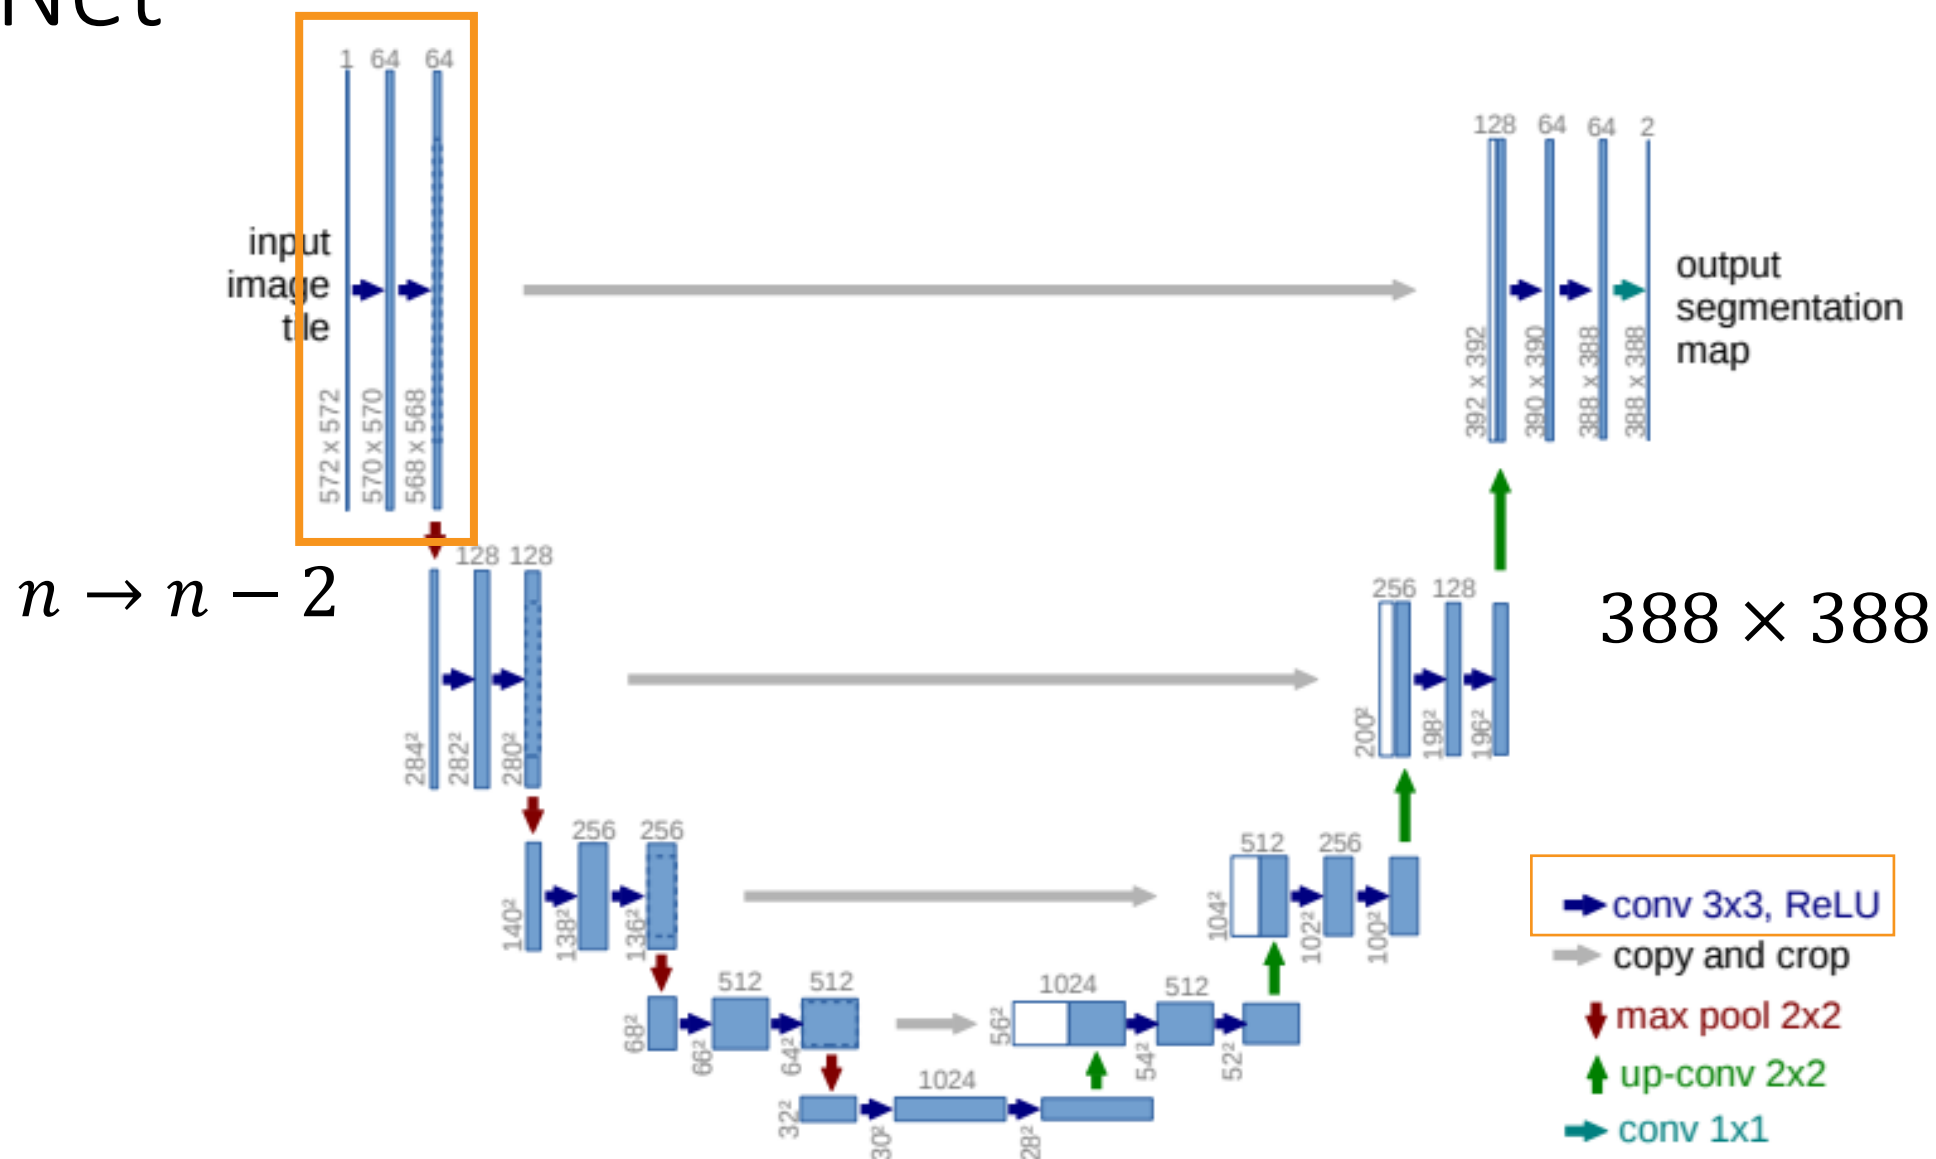 Net
1 64 64
input
image
tile
572 x 572
570 x 570
568 x 568
128 64 64 2
output
segmentation
map
392 x 392
390 x 390
388 x 388
388 x 388
n → n − 2
128 128
284²
282²
280²
256 128
200²
198²
196²
388 × 388
256 256
140²
138²
136²
512 256
104²
102²
100²
512 512
68²
66²
64²
1024 512
56²
54²
52²
1024
32²
30²
28²
conv 3x3, ReLU
copy and crop
max pool 2x2
up-conv 2x2
conv 1x1